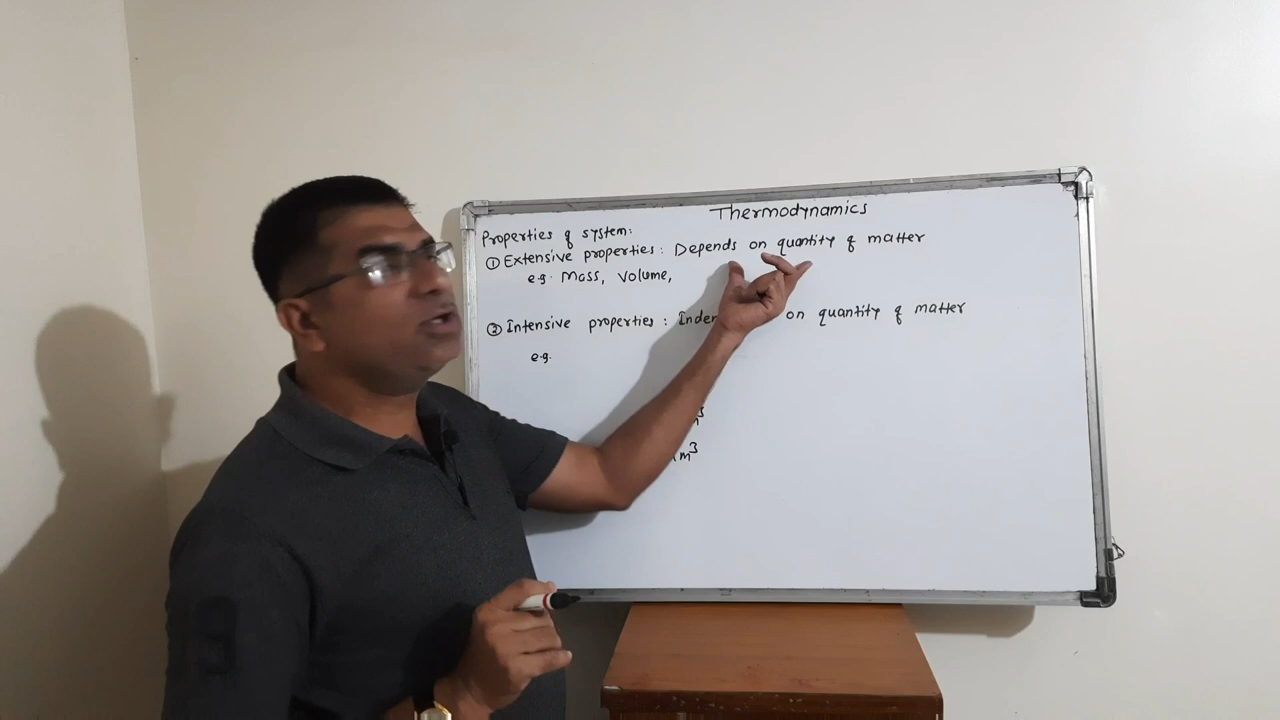 Thermodynamics
Properties of system:
① Extensive properties: Depends on quantity of matter
e.g. Mass, Volume,
② Intensive properties: on quantity of matter
e.g.
m³